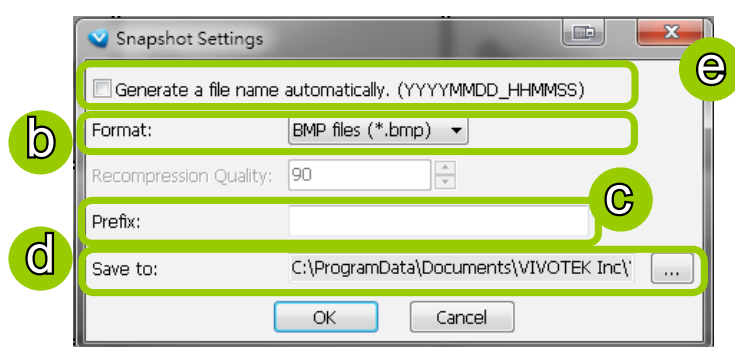 Snapshot Settings
e
Generate a file name automatically. (YYYYMMDD_HHMMSS)
b
Format: BMP files (*.bmp)
Recompression Quality: 90
c
Prefix:
d
Save to: C:\ProgramData\Documents\VIVOTEK Inc\ ...
OK Cancel